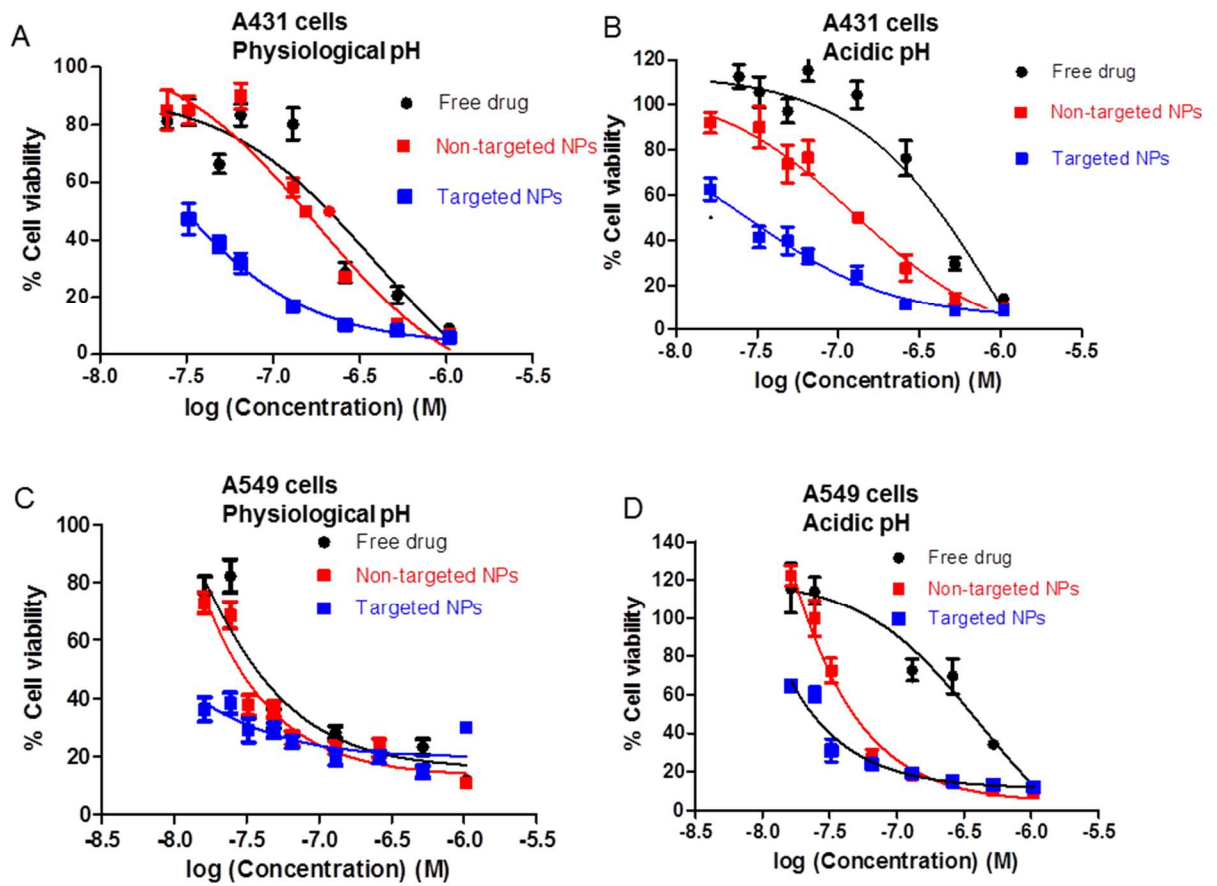 A
A431 cells
Physiological pH
100
80
60
40
20
0
-8.0 -7.5 -7.0 -6.5 -6.0 -5.5
% Cell viability
log (Concentration) (M)
Free drug
Non-targeted NPs
Targeted NPs
B
A431 cells
Acidic pH
120
100
80
60
40
20
0
-8.0 -7.5 -7.0 -6.5 -6.0 -5.5
% Cell viability
log (Concentration) (M)
Free drug
Non-targeted NPs
Targeted NPs
C
A549 cells
Physiological pH
100
80
60
40
20
0
-8.5 -8.0 -7.5 -7.0 -6.5 -6.0 -5.5
% Cell viability
log (Concentration) (M)
Free drug
Non-targeted NPs
Targeted NPs
D
A549 cells
Acidic pH
140
120
100
80
60
40
20
0
-8.5 -8.0 -7.5 -7.0 -6.5 -6.0 -5.5
% Cell viability
log (Concentration) (M)
Free drug
Non-targeted NPs
Targeted NPs